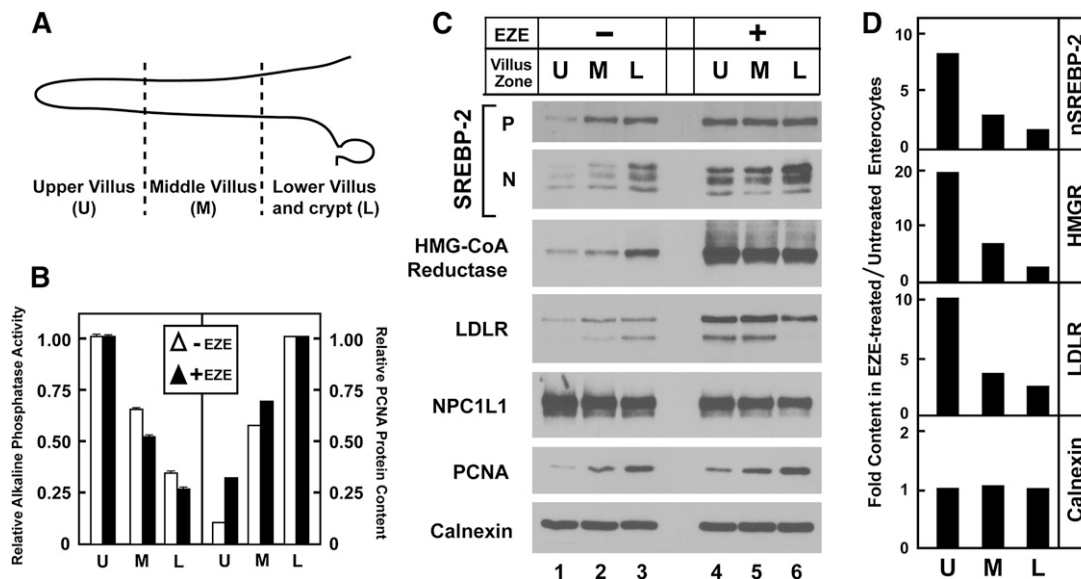 A
Upper Villus
(U)
Middle Villus
(M)
Lower Villus
and crypt (L)
B
Relative Alkaline Phosphatase Activity
1.00
0.75
0.50
0.25
0
- EZE
+EZE
1.00
0.75
0.50
0.25
0
Relative PCNA Protein Content
U M L U M L
C
EZE - +
Villus Zone U M L U M L
SREBP-2
P
N
HMG-CoA
Reductase
LDLR
NPC1L1
PCNA
Calnexin
1 2 3 4 5 6
D
Fold Content in EZE-treated / Untreated Enterocytes
10
5
0
nSREBP-2
20
10
0
HMGR
10
5
0
LDLR
2
1
0
Calnexin
U M L